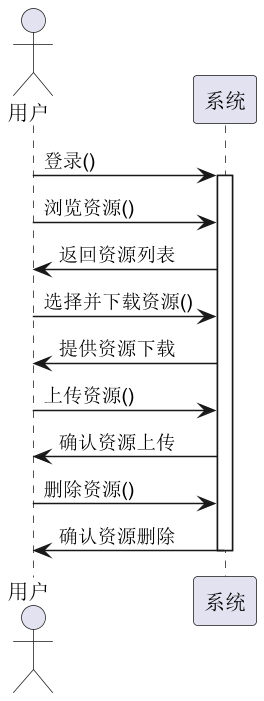 用户
系统
登录()
浏览资源()
返回资源列表
选择并下载资源()
提供资源下载
上传资源()
确认资源上传
删除资源()
确认资源删除
用户
系统